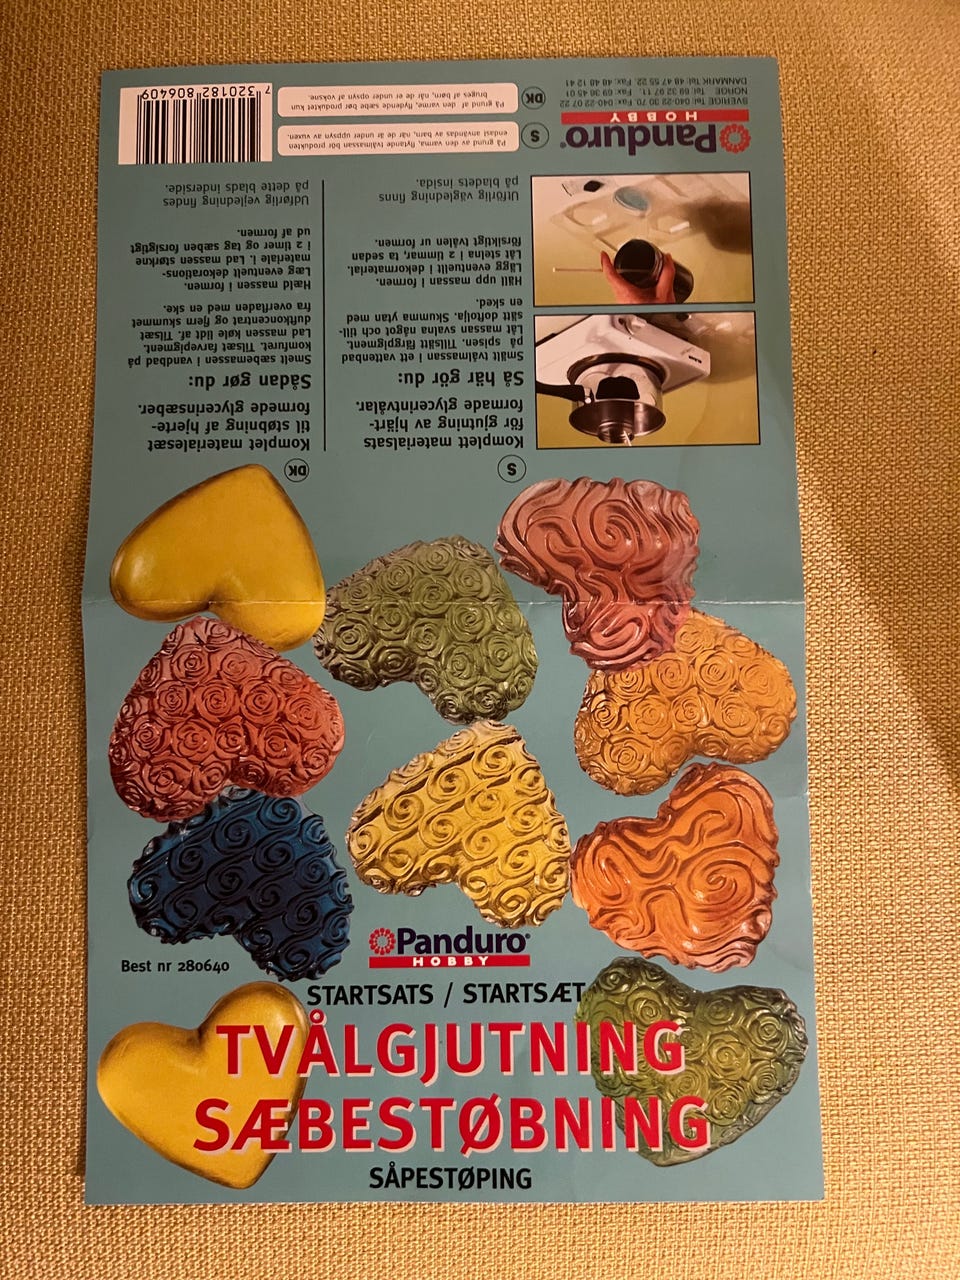 Panduro®
HOBBY
Best nr 280640
STARTSATS / STARTSÆT
TVÅLGJUTNING
SÆBESTØBNING
SÅPESTØPING
Panduro®
HOBBY
SVERIGE Tel 040-22 30 70. Fax 040-22 07 22
NORGE Tel: 69 32 97 11. Fax 69 36 45 01
DANMARK Tel: 48 47 55 22. Fax: 48 48 12 41
S
På grund av den varma, flytande tvålmassan bör produkten
endast användas av barn, när de är under uppsyn av vuxen.
DK
På grund af den varme, flydende sæbe bør produktet kun
bruges af børn, når de er under opsyn af voksne.
7 320182 806409
S
Komplett materialsats
för gjutning av hjärt-
formade glycerintvålar.
Så här gör du:
Smält tvålmassan i ett vattenbad
på spisen. Tillsätt färgpigment.
Låt massan svalna något och till-
sätt doftolja. Skumma ytan med
en sked.
Häll upp massan i formen.
Lägg eventuellt i dekormaterial.
Låt stelna i 2 timmar, ta sedan
försiktigt tvålen ur formen.
Utförlig vägledning finns
på bladets insida.
DK
Komplet materialesæt
til støbning af hjerte-
formede glycerinsæber.
Sådan gør du:
Smelt sæbemassen i vandbad på
komfuret. Tilsæt farvepigment.
Lad massen køle lidt af. Tilsæt
duftkoncentrat og fjern skummet
fra overfladen med en ske.
Hæld massen i formen.
Læg eventuelt dekorations-
materiale i. Lad massen størkne
i 2 timer og tag sæben forsigtigt
ud af formen.
Udførlig vejledning findes
på dette blads inderside.